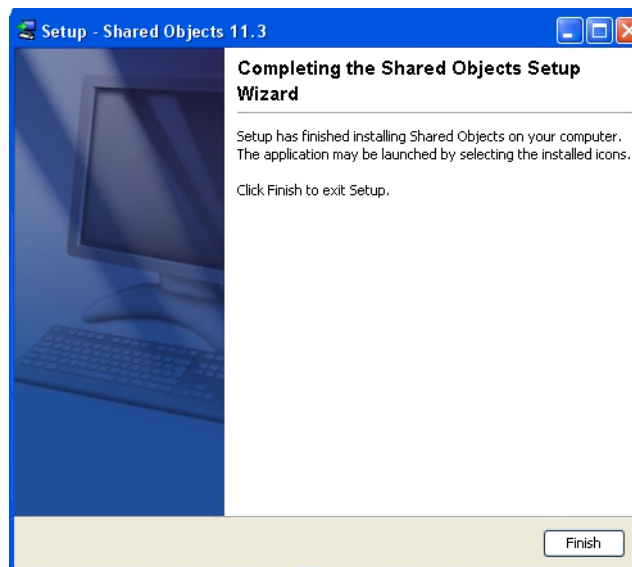 Setup - Shared Objects 11.3
Completing the Shared Objects Setup
Wizard
Setup has finished installing Shared Objects on your computer.
The application may be launched by selecting the installed icons.
Click Finish to exit Setup.
Finish